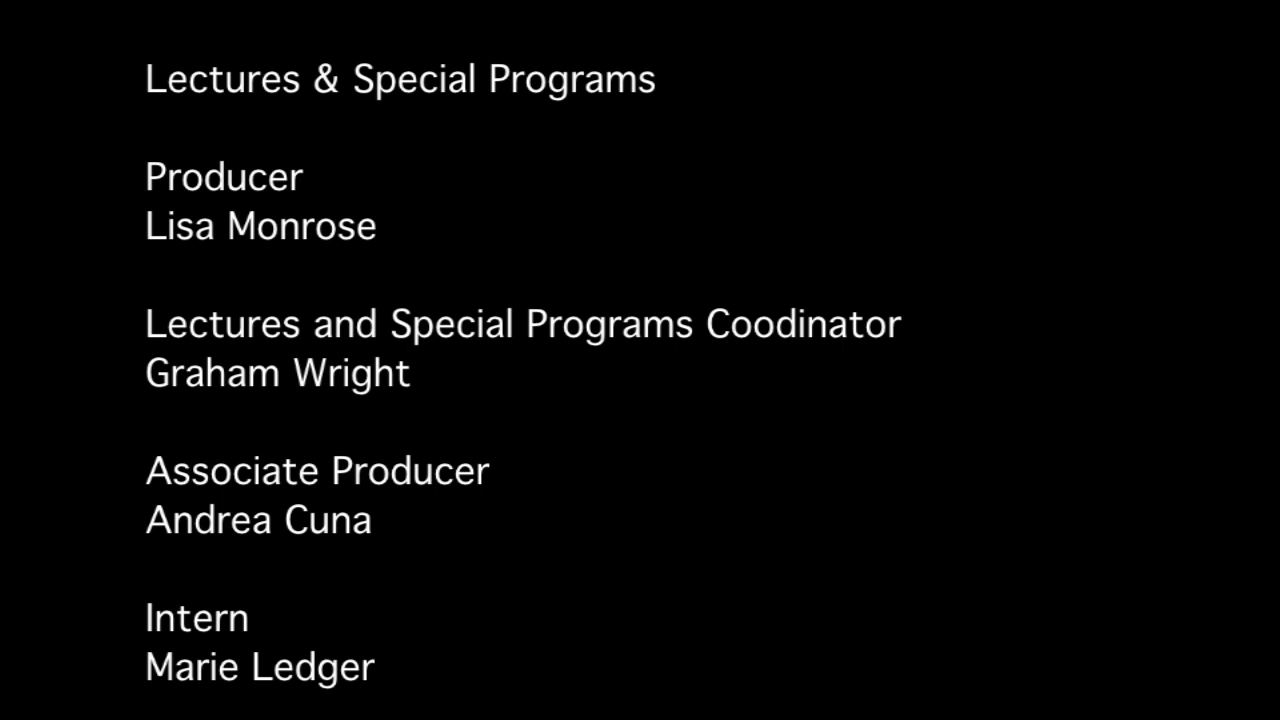 Lectures & Special Programs
Producer
Lisa Monrose
Lectures and Special Programs Coodinator
Graham Wright
Associate Producer
Andrea Cuna
Intern
Marie Ledger